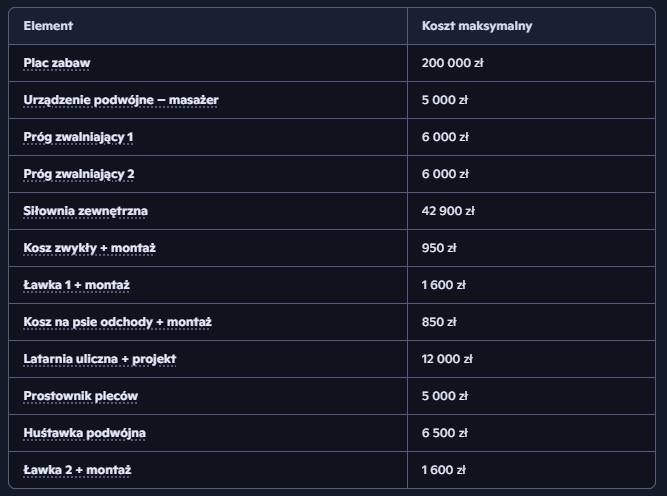 Element Koszt maksymalny
Plac zabaw 200 000 zł
Urządzenie podwójne – masażer 5 000 zł
Próg zwalniający 1 6 000 zł
Próg zwalniający 2 6 000 zł
Siłownia zewnętrzna 42 900 zł
Kosz zwykły + montaż 950 zł
Ławka 1 + montaż 1 600 zł
Kosz na psie odchody + montaż 850 zł
Latarnia uliczna + projekt 12 000 zł
Prostownik pleców 5 000 zł
Huśtawka podwójna 6 500 zł
Ławka 2 + montaż 1 600 zł